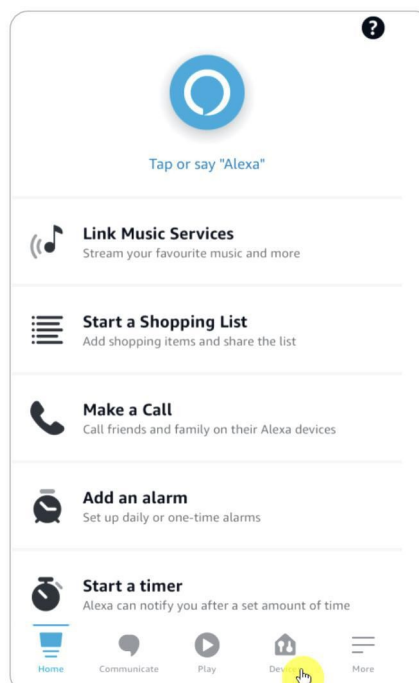 ?
Tap or say "Alexa"
Link Music Services
Stream your favourite music and more
Start a Shopping List
Add shopping items and share the list
Make a Call
Call friends and family on their Alexa devices
Add an alarm
Set up daily or one-time alarms
Start a timer
Alexa can notify you after a set amount of time
Home Communicate Play Devices More